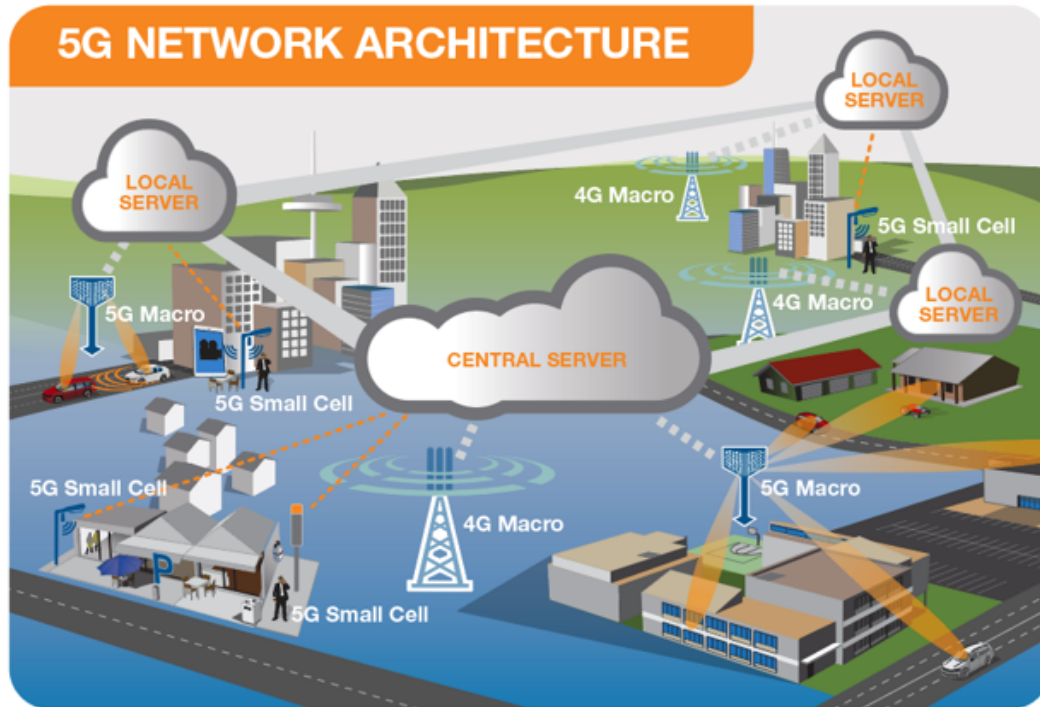 5G NETWORK ARCHITECTURE
LOCAL
SERVER
LOCAL
SERVER
4G Macro
5G Small Cell
5G Macro
4G Macro
LOCAL
SERVER
CENTRAL SERVER
5G Small Cell
5G Small Cell
4G Macro
5G Macro
P
5G Small Cell